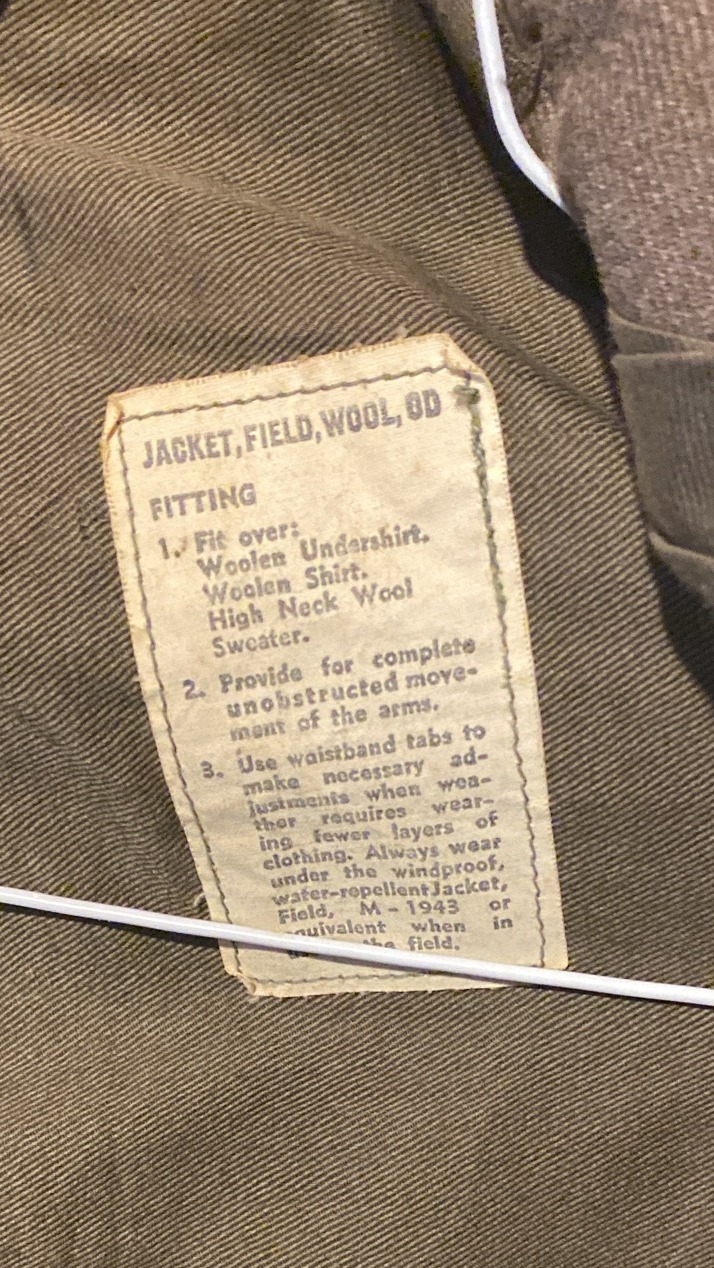 JACKET, FIELD, WOOL, OD
FITTING
1. Fit over:
Woolen Undershirt.
Woolen Shirt.
High Neck Wool
Sweater.
2. Provide for complete
unobstructed move-
ment of the arms.
3. Use waistband tabs to
make necessary ad-
justments when wea-
ther requires wear-
ing fewer layers of
clothing. Always wear
under the windproof,
water-repellent Jacket,
Field, M-1943 or
equivalent when in
the field.